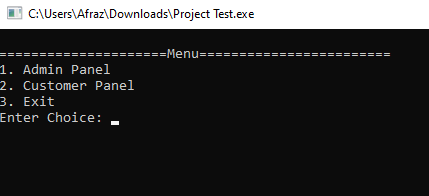 C:\Users\Afraz\Downloads\Project Test.exe
=====================Menu========================
1. Admin Panel
2. Customer Panel
3. Exit
Enter Choice: _